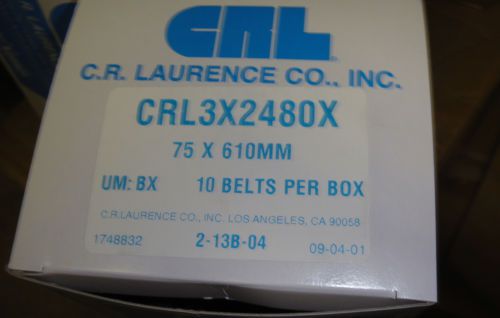 CRL
C.R. LAURENCE CO., INC.
CRL3X2480X
75 X 610MM
UM: BX 10 BELTS PER BOX
C.R.LAURENCE CO., INC. LOS ANGELES, CA 90058
1748832 2-13B-04 09-04-01